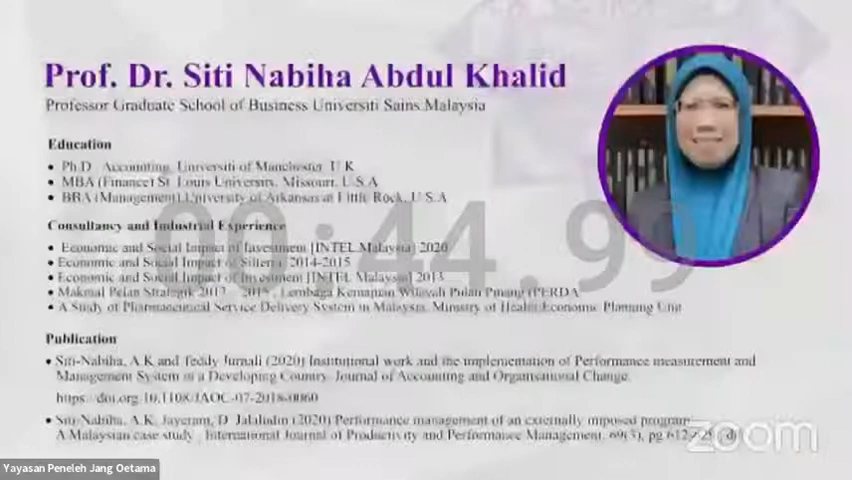 Prof. Dr. Siti Nabiha Abdul Khalid
Professor Graduate School of Business Universiti Sains Malaysia
Education
• Ph.D. Accounting, Universiti of Manchester, U.K
• MBA (Finance) St. Louis University, Missouri, U.S.A
• BBA (Management) University of Arkansas at Little Rock, U.S.A
Consultancy and Industrial Experience
• Economic and Social Impact of Investment [INTEL Malaysia] 2020
• Economic and Social Impact of Silterra 2014-2015
• Economic and Social Impact of Investment [INTEL Malaysia] 2013
• Makmal Pelan Strategik 2013 - 2015, Lembaga Kemajuan Wilayah Pulau Pinang (PERDA
• A Study of Pharmaceutical Service Delivery System in Malaysia, Ministry of Health/Economic Planning Unit
:44.99
Publication
• Siti-Nabiha, A.K and Teddy Jurnali (2020) Institutional work and the implementation of Performance measurement and
Management System in a Developing Country. Journal of Accounting and Organisational Change.
https: doi.org 10.1108/JAOC-07-2018-0060
• Siti-Nabiha, A.K, Jayeram, D. Jalaludin (2020) Performance management of an externally imposed program:
A Malaysian case study, International Journal of Productivity and Performance Management, 69(3), pg
zoom
Yayasan Peneleh Jang Oetama